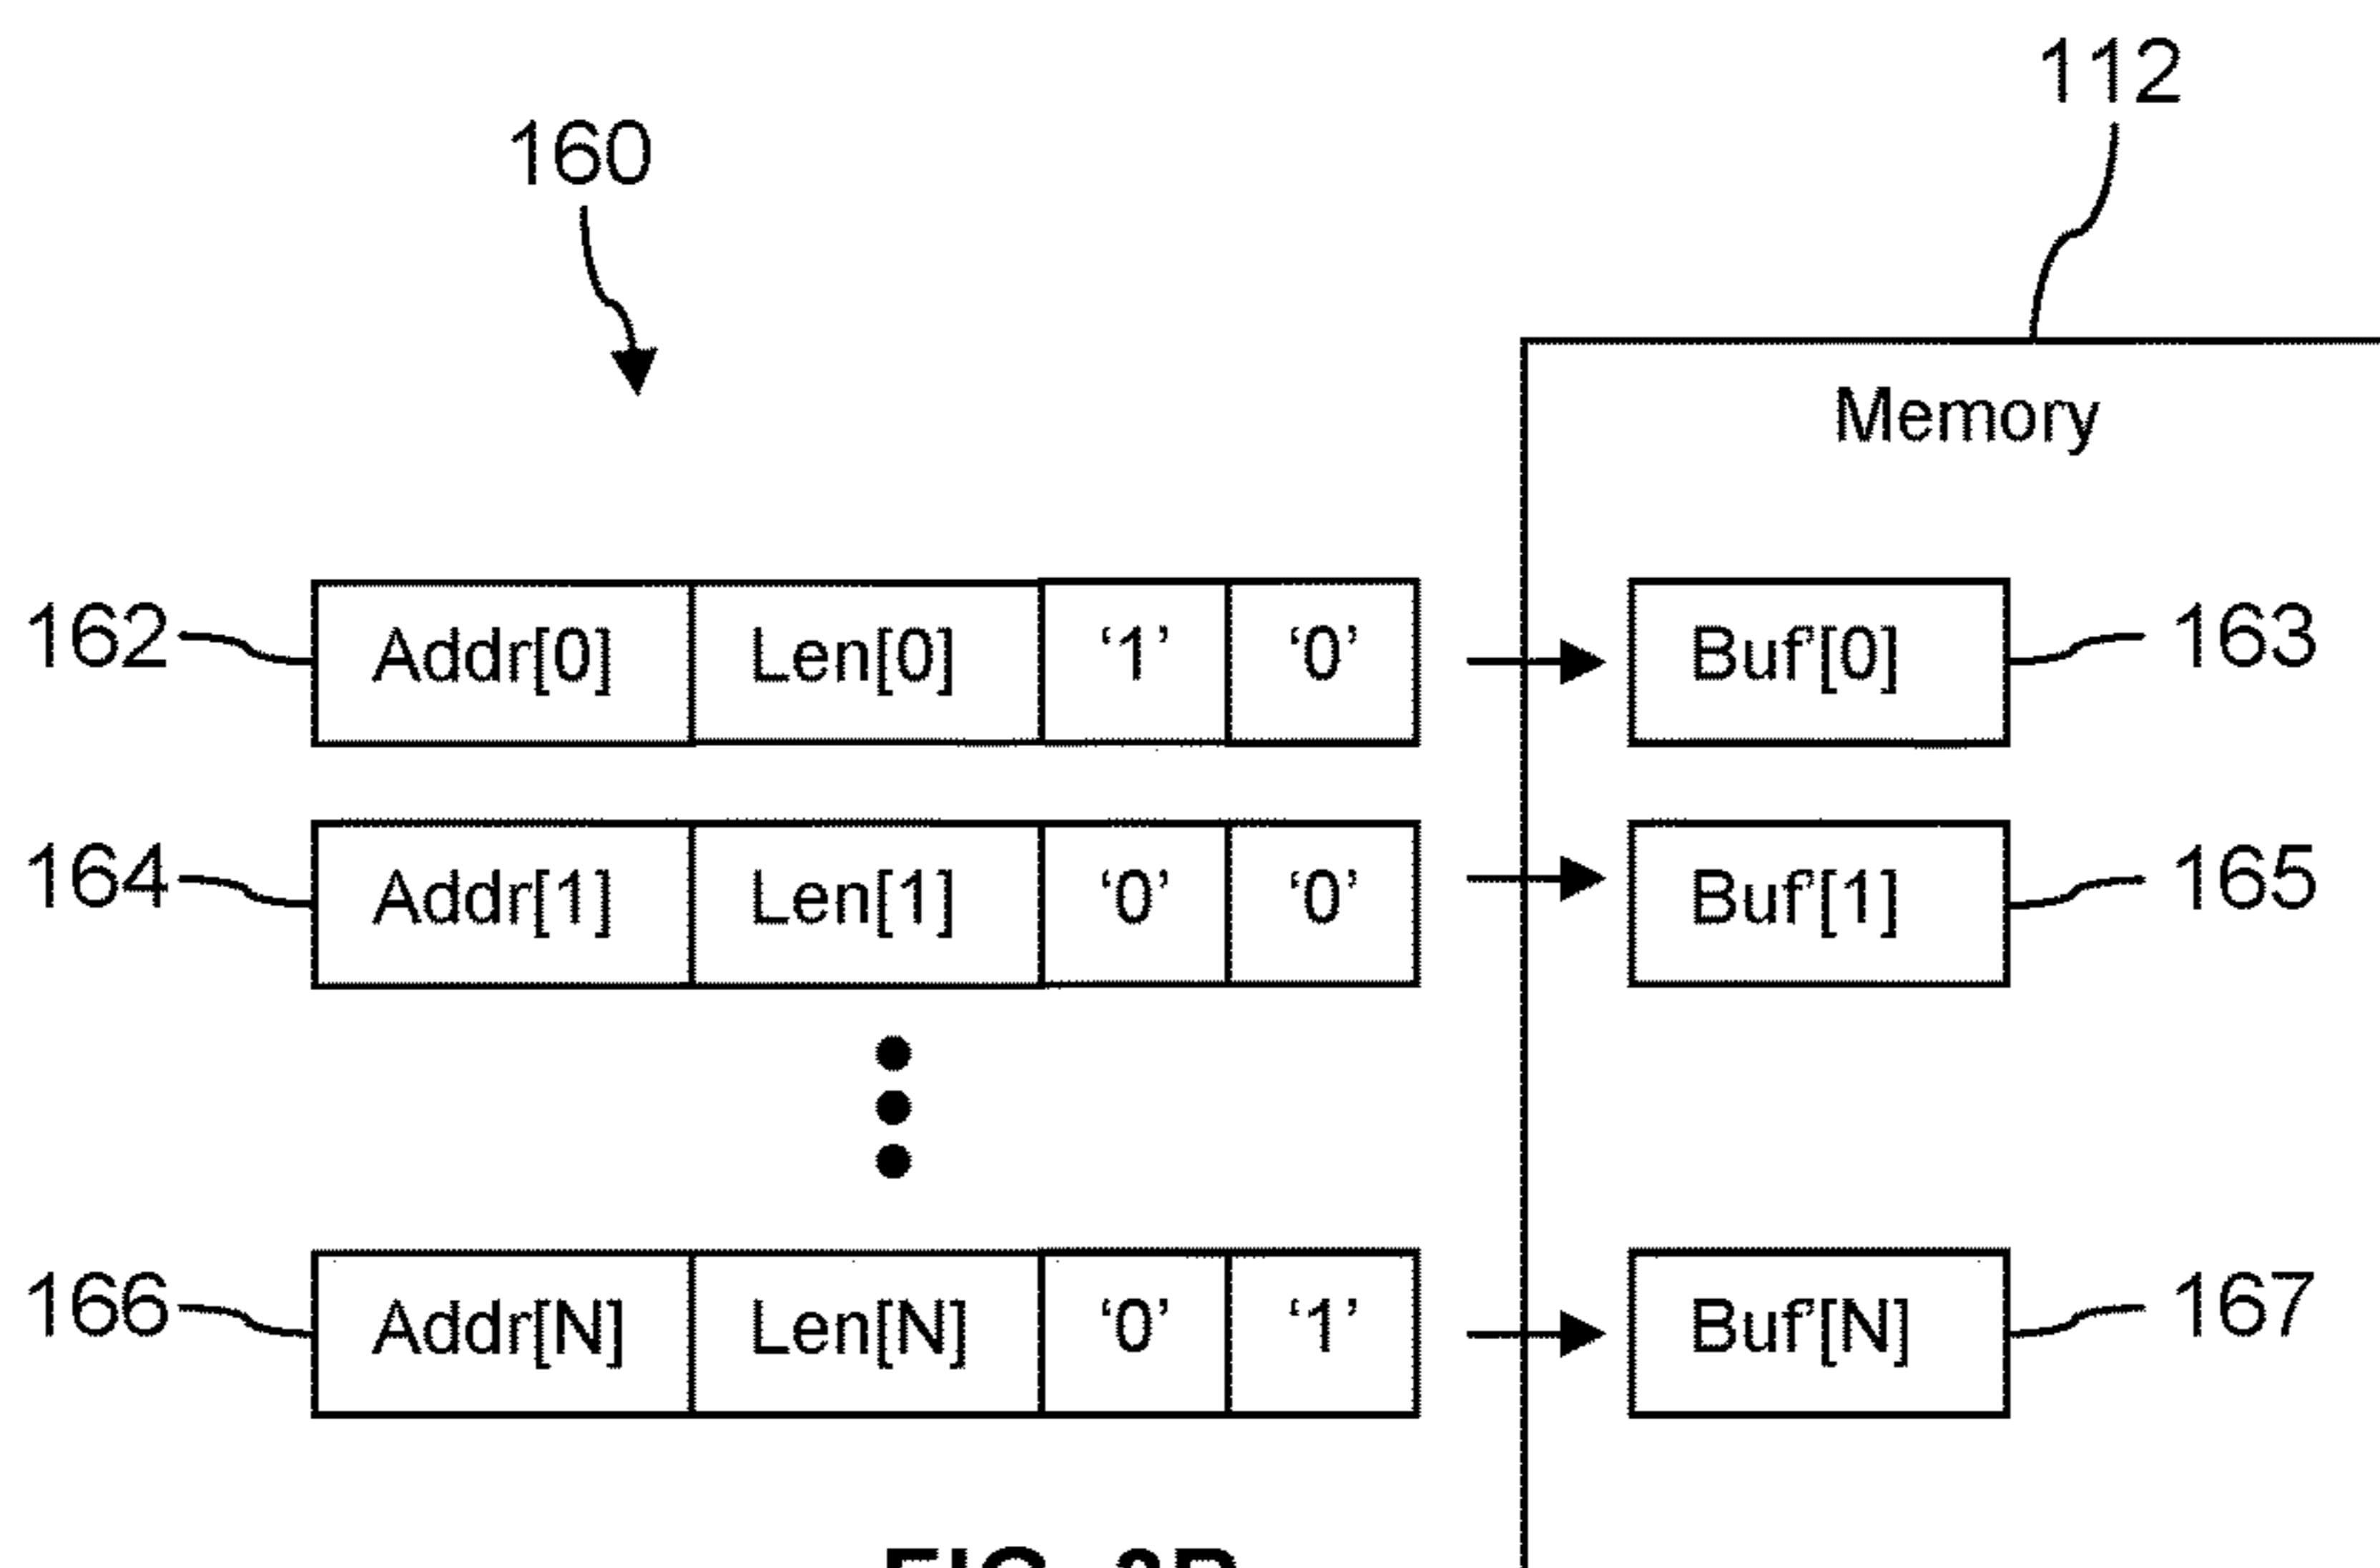 112
160
Memory
162 Addr[0] Len[0] ‘1’ ‘0’ Buf’[0] 163
164 Addr[1] Len[1] ‘0’ ‘0’ Buf’[1] 165
166 Addr[N] Len[N] ‘0’ ‘1’ Buf’[N] 167